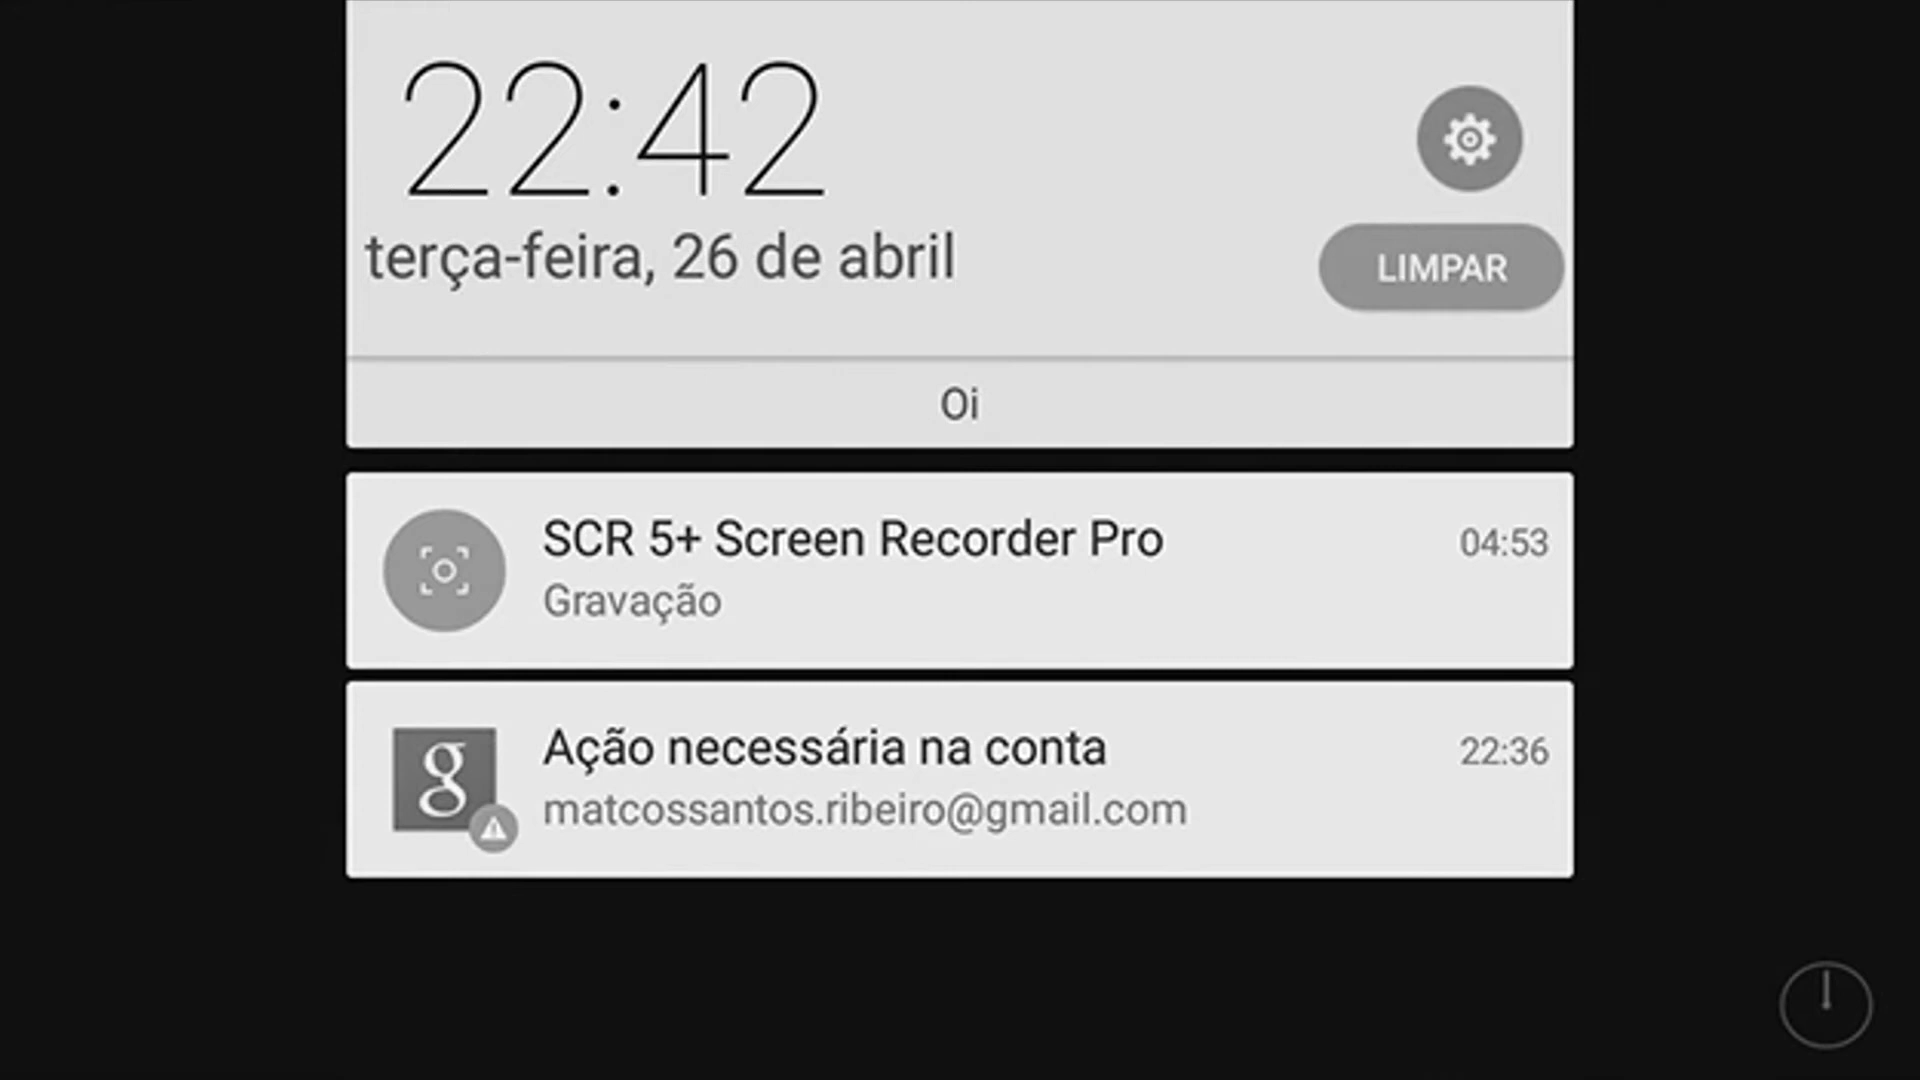 22:42
terça-feira, 26 de abril
LIMPAR
Oi
SCR 5+ Screen Recorder Pro
04:53
Gravação
g
Ação necessária na conta
22:36
matcossantos.ribeiro@gmail.com